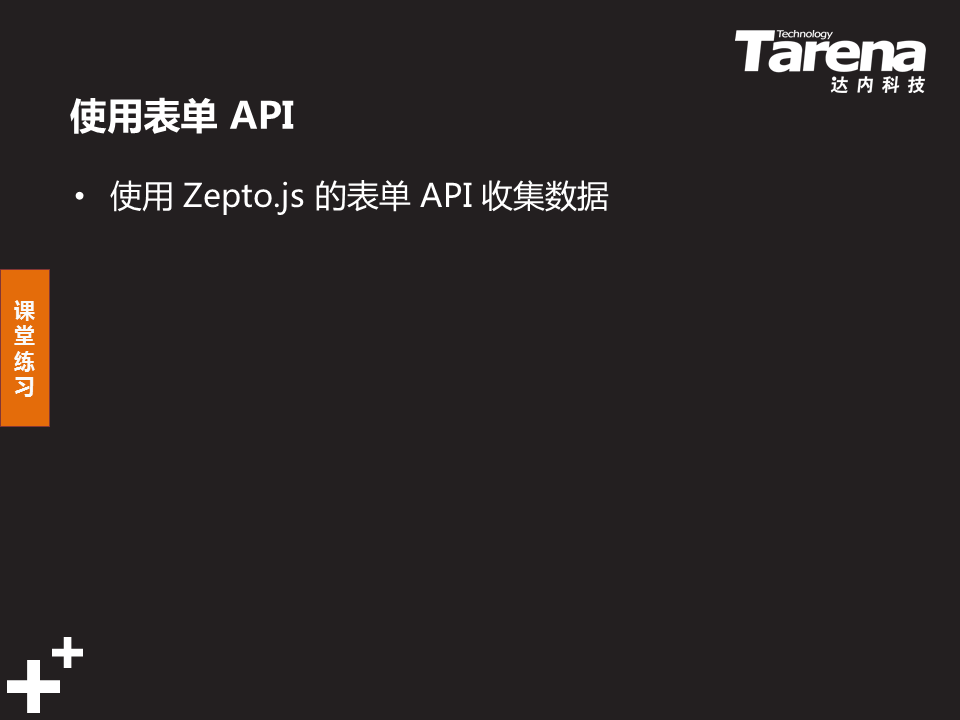 Technology
Tarena
达内科技
使用表单 API
• 使用 Zepto.js 的表单 API 收集数据
课
堂
练
习